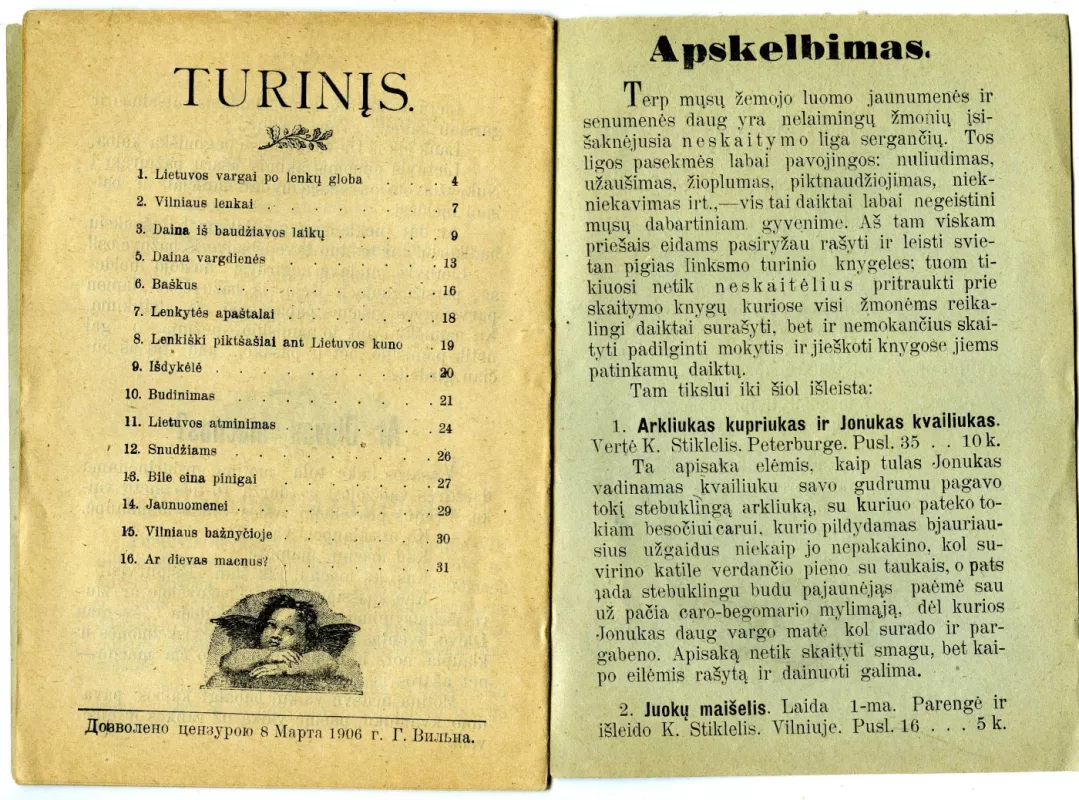 TURINĮS.
1. Lietuvos vargai po lenkų globa 4
2. Vilniaus lenkai . . . . . . . 7
3. Daina iš baudžiavos laikų . . . . 9
5. Daina vargdienės . . . . . . 13
6. Baškus . . . . . . . . 16
7. Lenkytės apaštalai . . . . . . 18
8. Lenkiški piktšašiai ant Lietuvos kuno . 19
9. Išdykėlė . . . . . . . . 20
10. Budinimas . . . . . . . 21
11. Lietuvos atminimas . . . . . . 24
12. Snudžiams . . . . . . . 26
13. Bile eina pinigai . . . . . . 27
14. Jaunuomenei . . . . . . . 29
15. Vilniaus bažnyčioje . . . . . . 30
16. Ar dievas macnus? . . . . . . 31
Дозволено цензурою 8 Марта 1906 г. Г. Вильна.
Apskelbimas.
Terp mųsų žemojo luomo jaunumenės ir
senumenės daug yra nelaimingų žmonių įsi-
šaknėjusia neskaitymo liga sergančių. Tos
ligos pasekmės labai pavojingos: nuliudimas,
užaušimas, žioplumas, piktnaudžiojimas, niek-
niekavimas irt.,—vis tai daiktai labai negeistini
mųsų dabartiniam gyvenime. Aš tam viskam
priešais eidams pasiryžau rašyti ir leisti svie-
tan pigias linksmo turinio knygeles; tuom ti-
kiuosi netik neskaitėlius pritraukti prie
skaitymo knygų kuriose visi žmonėms reika-
lingi daiktai surašyti, bet ir nemokančius skai-
tyti padilginti mokytis ir jieškoti knygose jiems
patinkamų daiktų.
Tam tikslui iki šiol išleista:
1. Arkliukas kupriukas ir Jonukas kvailiukas.
Vertė K. Stiklelis. Peterburge. Pusl. 35 . . 10 k.
Ta apisaka elėmis, kaip tulas Jonukas
vadinamas kvailiuku savo gudrumu pagavo
tokį stebuklingą arkliuką, su kuriuo pateko to-
kiam besočiui carui, kurio pildydamas bjauriau-
sius užgaidus niekaip jo nepakakino, kol su-
virino katile verdančio pieno su taukais, o pats
tada stebuklingu budu pajaunėjąs paėmė sau
už pačia caro-begomario mylimąją, dėl kurios
Jonukas daug vargo matė kol surado ir par-
gabeno. Apisaką netik skaityti smagu, bet kai-
po eilėmis rašytą ir dainuoti galima.
2. Juokų maišelis. Laida 1-ma. Parengė ir
išleido K. Stiklelis. Vilniuje. Pusl. 16 . . . 5 k.